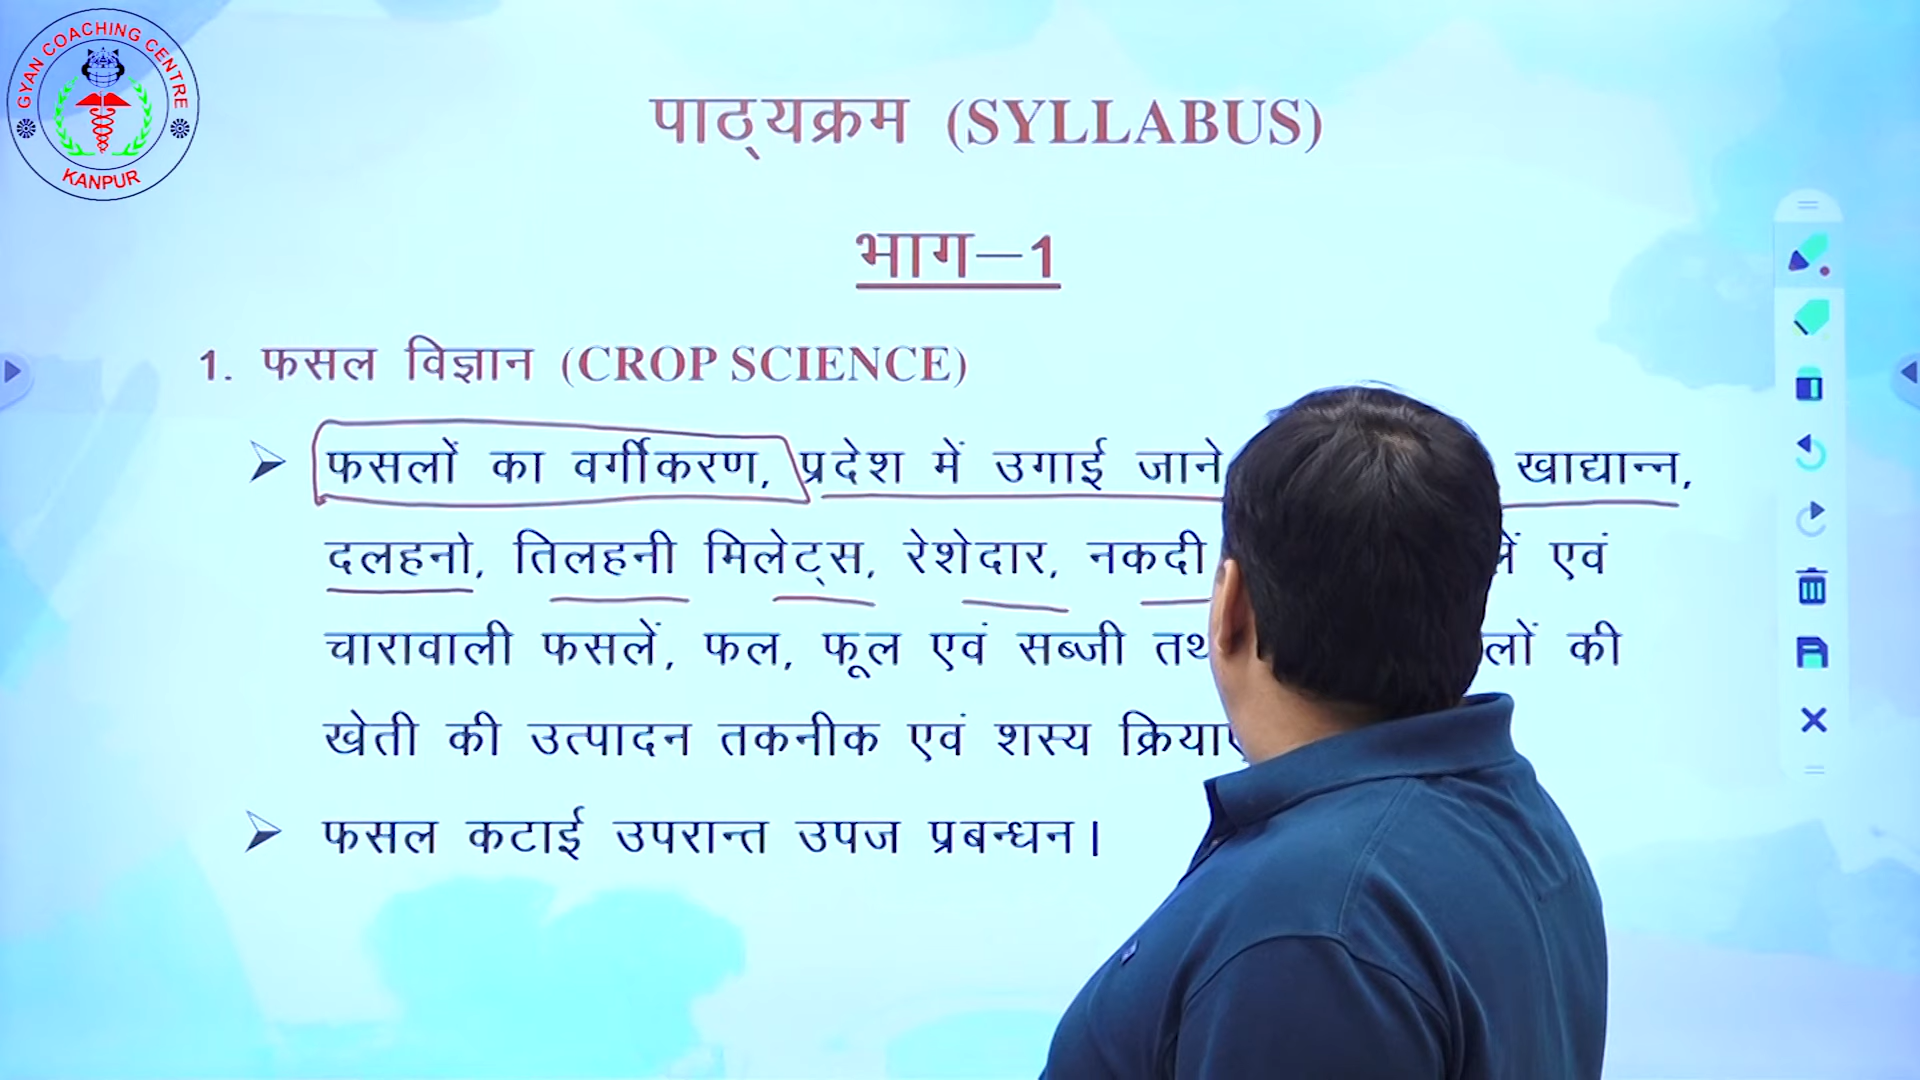 GYAN COACHING CENTRE
KANPUR
पाठ्यक्रम (SYLLABUS)
भाग–1
1. फसल विज्ञान (CROP SCIENCE)
फसलों का वर्गीकरण, प्रदेश में उगाई जाने खाद्यान्न,
दलहनो, तिलहनी मिलेट्स, रेशेदार, नकदी एवं
चारावाली फसलें, फल, फूल एवं सब्जी की
खेती की उत्पादन तकनीक एवं शस्य
फसल कटाई उपरान्त उपज प्रबन्धन।